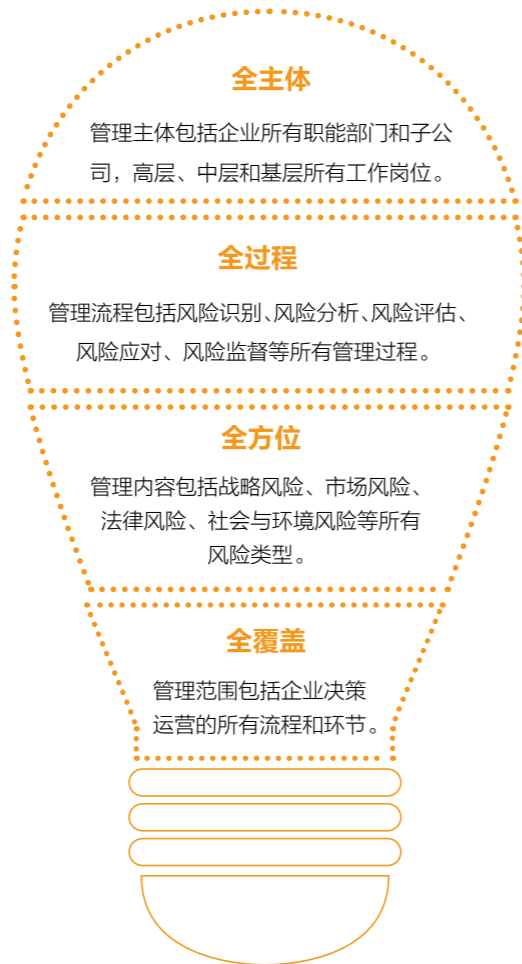 全主体
管理主体包括企业所有职能部门和子公
司，高层、中层和基层所有工作岗位。
全过程
管理流程包括风险识别、风险分析、风险评估、
风险应对、风险监督等所有管理过程。
全方位
管理内容包括战略风险、市场风险、
法律风险、社会与环境风险等所有
风险类型。
全覆盖
管理范围包括企业决策
运营的所有流程和环节。